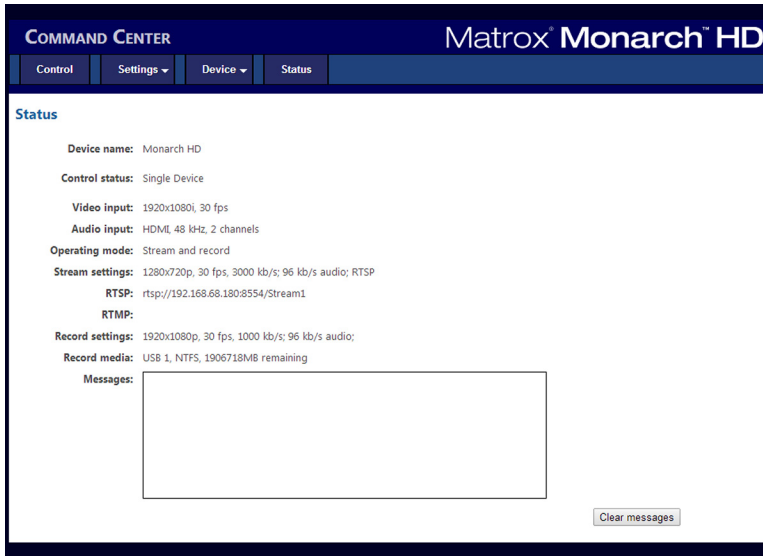 COMMAND CENTER
Matrox® Monarch™ HD
Control Settings Device Status
Status
Device name: Monarch HD
Control status: Single Device
Video input: 1920x1080i, 30 fps
Audio input: HDMI, 48 kHz, 2 channels
Operating mode: Stream and record
Stream settings: 1280x720p, 30 fps, 3000 kb/s; 96 kb/s audio; RTSP
RTSP: rtsp://192.168.68.180:8554/Stream1
RTMP:
Record settings: 1920x1080p, 30 fps, 1000 kb/s; 96 kb/s audio;
Record media: USB 1, NTFS, 1906718MB remaining
Messages:
Clear messages